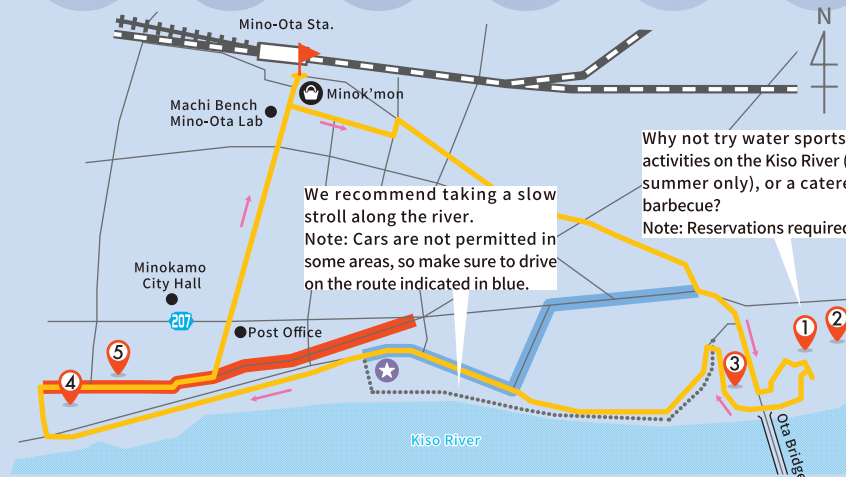 N
Mino-Ota Sta.
Minok'mon
Machi Bench
Mino-Ota Lab
Why not try water sports
activities on the Kiso River (
summer only), or a catere
barbecue?
Note: Reservations required
We recommend taking a slow
stroll along the river.
Note: Cars are not permitted in
some areas, so make sure to drive
on the route indicated in blue.
Minokamo
City Hall
207
Post Office
1
2
3
4
5
Kiso River
Ota Bridge